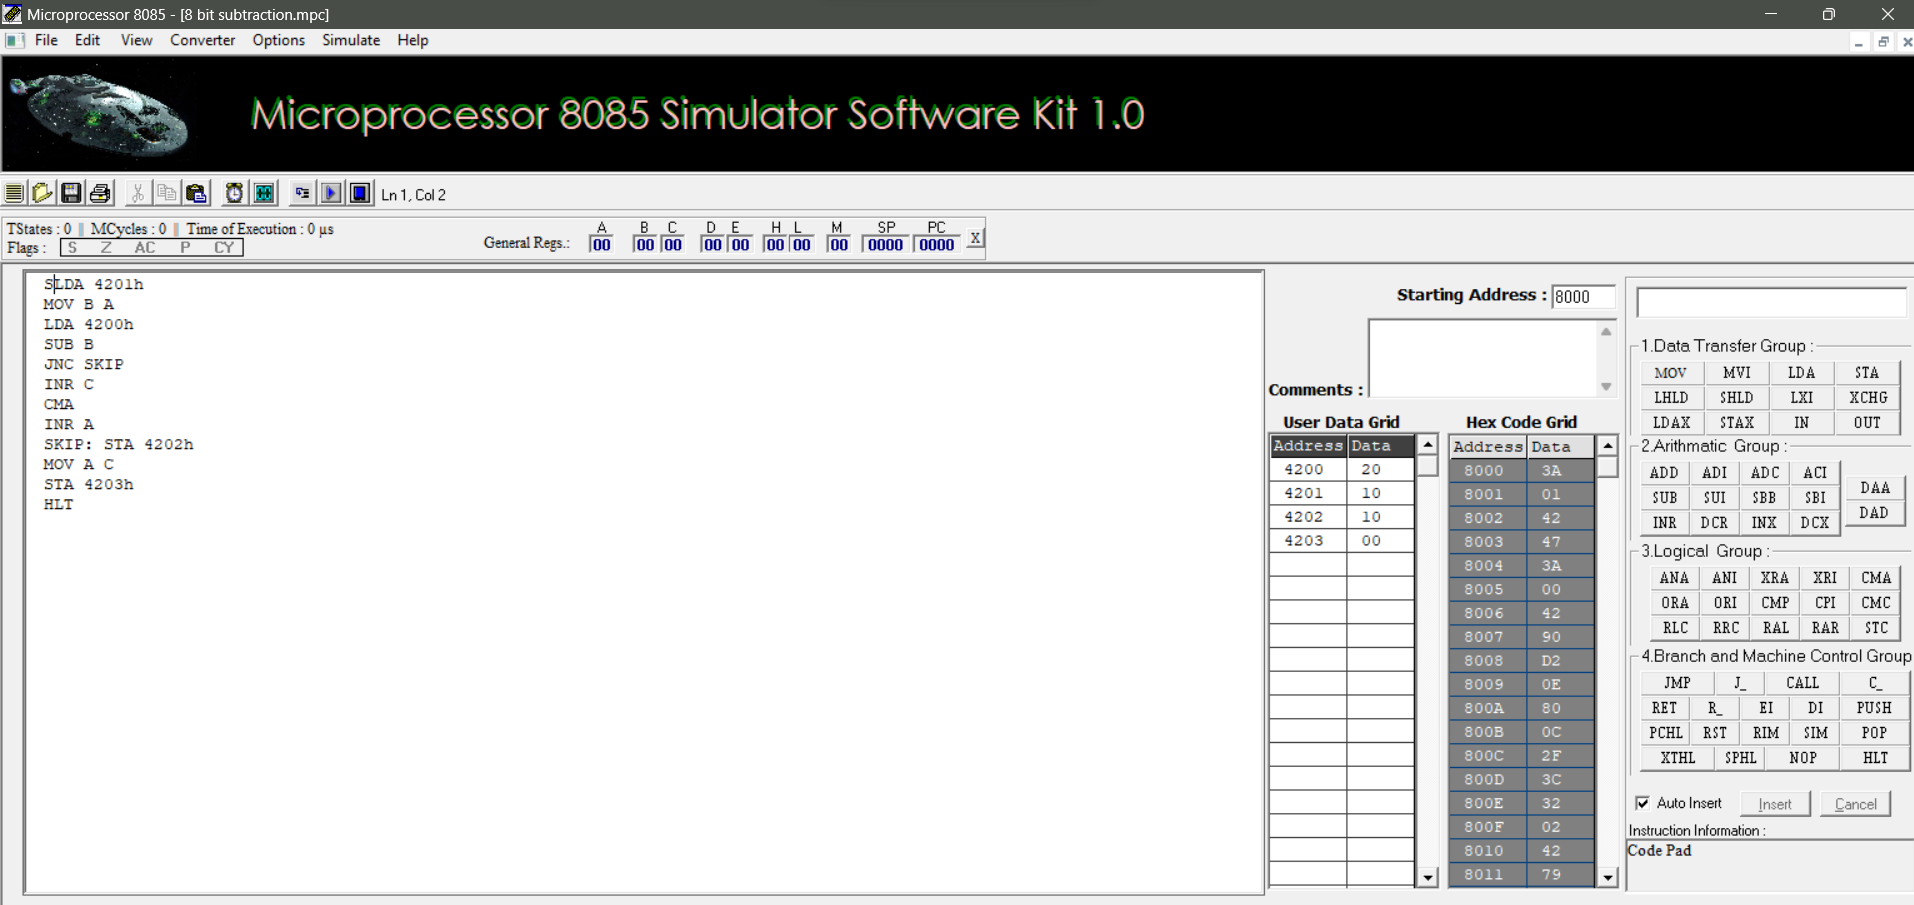 Microprocessor 8085 - [8 bit subtraction.mpc]
File Edit View Converter Options Simulate Help
Microprocessor 8085 Simulator Software Kit 1.0
Ln 1, Col 2
TStates : 0 || MCycles : 0 || Time of Execution : 0 µs
Flags : S Z AC P CY
General Regs.:
A B C D E H L M SP PC
00 00 00 00 00 00 00 00 0000 0000 X
SLDA 4201h
MOV B A
LDA 4200h
SUB B
JNC SKIP
INR C
CMA
INR A
SKIP: STA 4202h
MOV A C
STA 4203h
HLT
Starting Address : 8000
Comments :
User Data Grid
Address Data
4200 20
4201 10
4202 10
4203 00
Hex Code Grid
Address Data
8000 3A
8001 01
8002 42
8003 47
8004 3A
8005 00
8006 42
8007 90
8008 D2
8009 0E
800A 80
800B 0C
800C 2F
800D 3C
800E 32
800F 02
8010 42
8011 79
1.Data Transfer Group :
MOV MVI LDA STA
LHLD SHLD LXI XCHG
LDAX STAX IN OUT
2.Arithmatic Group :
ADD ADI ADC ACI
SUB SUI SBB SBI
INR DCR INX DCX
DAA
DAD
3.Logical Group :
ANA ANI XRA XRI CMA
ORA ORI CMP CPI CMC
RLC RRC RAL RAR STC
4.Branch and Machine Control Group
JMP J_ CALL C_
RET R_ EI DI PUSH
PCHL RST RIM SIM POP
XTHL SPHL NOP HLT
Auto Insert Insert Cancel
Instruction Information :
Code Pad